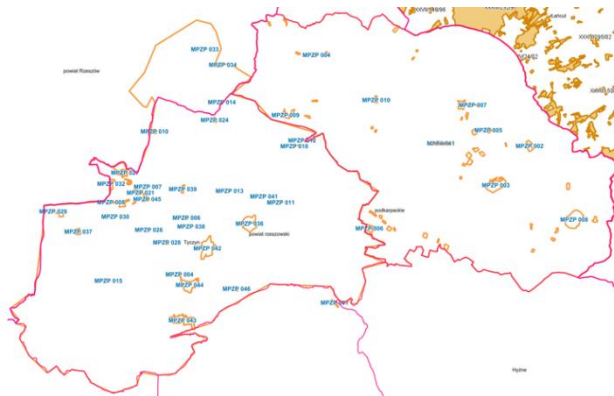 Łańcut
MPZP 033
MPZP 004
MPZP 034
powiat Rzeszów
MPZP 010
MPZP 014
MPZP 007
MPZP 009
MPZP 024
MPZP 010
MPZP 005
MPZP 018
MPZP 002
MPZP 032
MPZP 007
MPZP 003
MPZP 021
MPZP 039
MPZP 013
MPZP 041
MPZP 045
MPZP 011
MPZP 029
MPZP 030
MPZP 006
podkarpackie
MPZP 008
MPZP 036
MPZP 038
MPZP 006
MPZP 037
MPZP 026
powiat rzeszowski
MPZP 028
Tyczyn
MPZP 042
MPZP 004
MPZP 015
MPZP 044
MPZP 046
MPZP 043
Hyżne